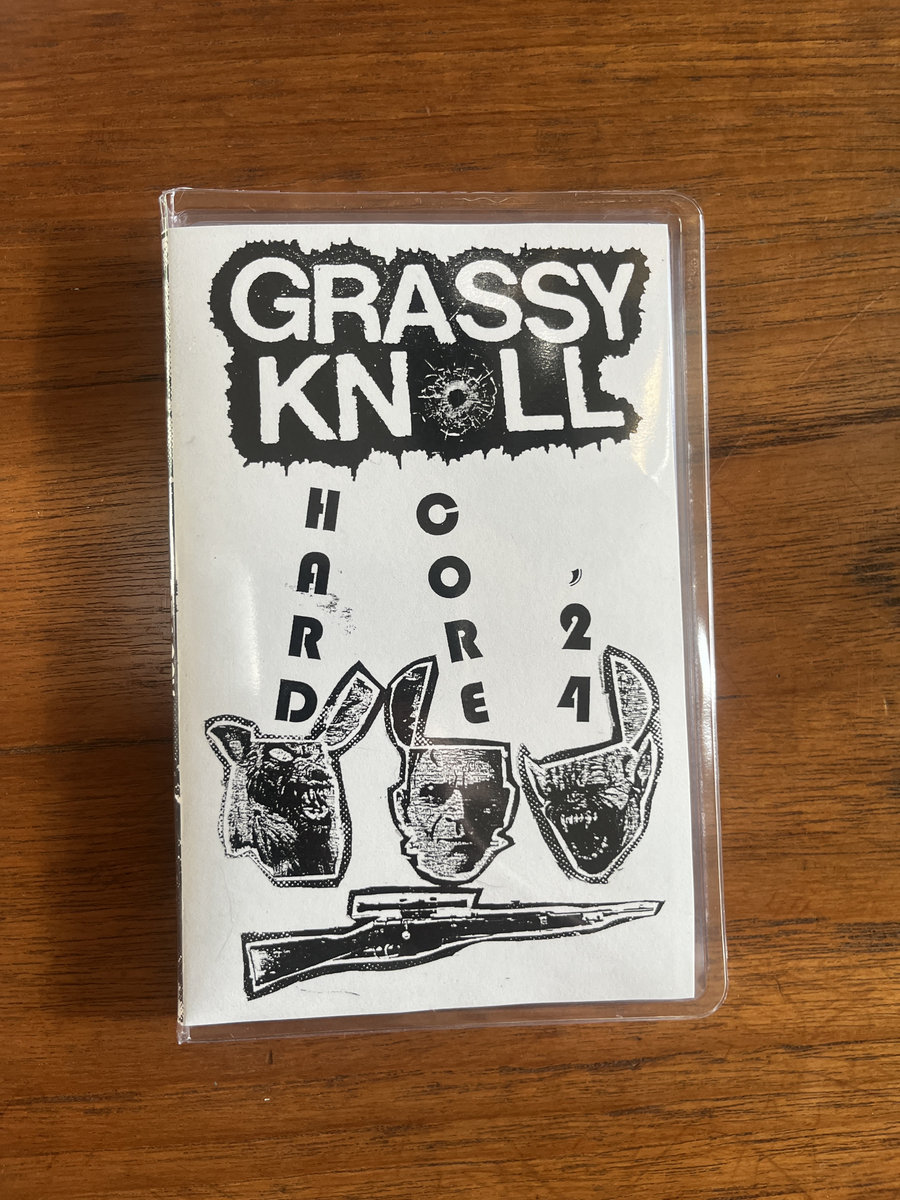 GRASSY
KNOLL
HARD
CORE
'24